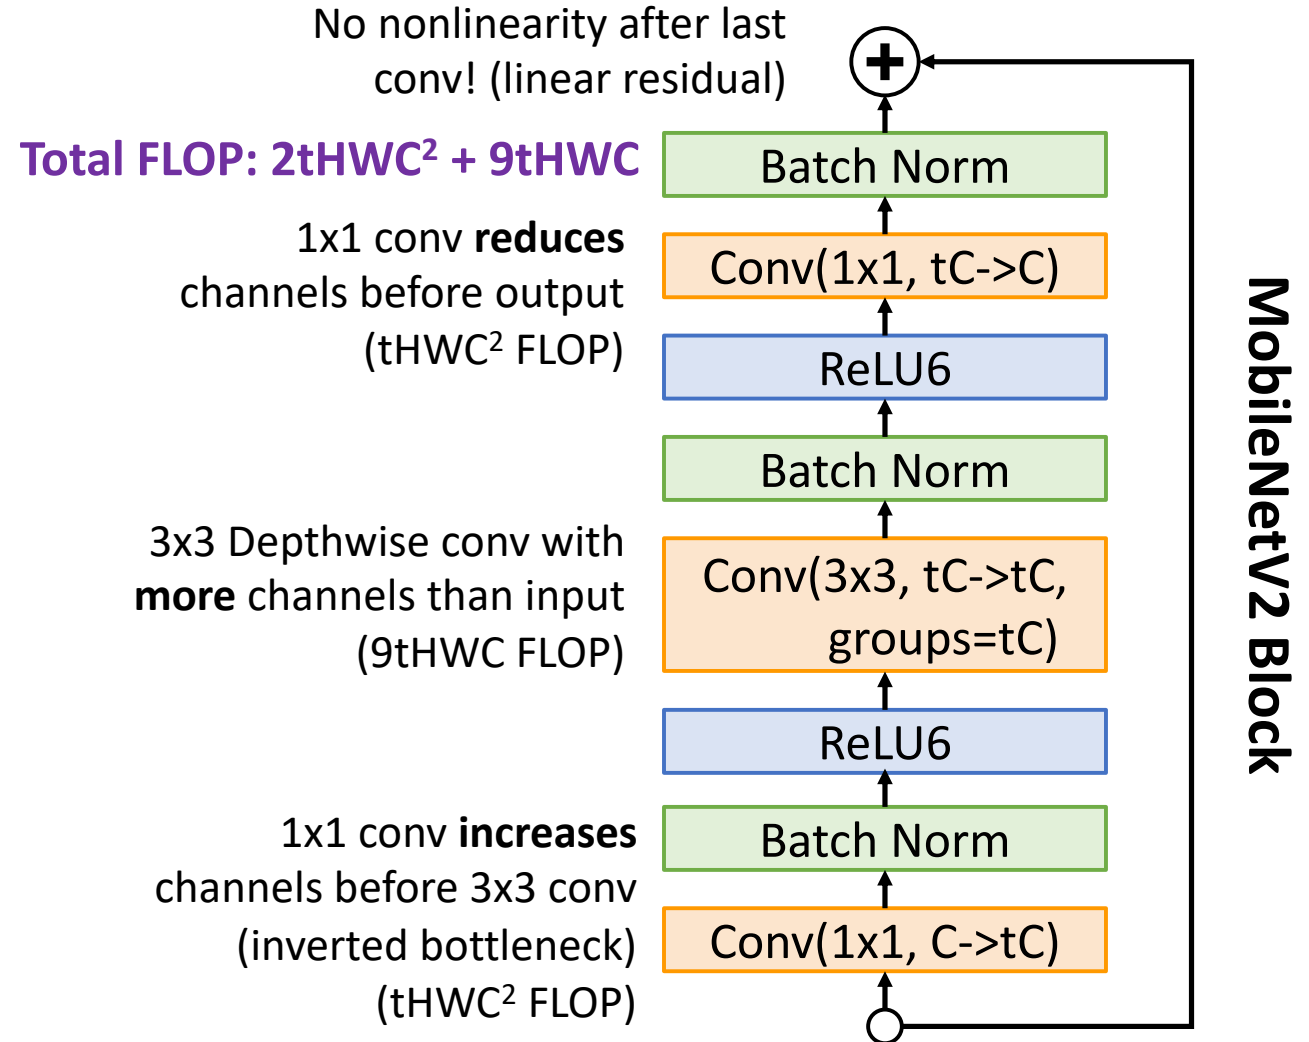 No nonlinearity after last
conv! (linear residual)
Total FLOP: 2tHWC² + 9tHWC
Batch Norm
1x1 conv reduces
channels before output
(tHWC² FLOP)
Conv(1x1, tC->C)
ReLU6
Batch Norm
3x3 Depthwise conv with
more channels than input
(9tHWC FLOP)
Conv(3x3, tC->tC,
groups=tC)
ReLU6
Batch Norm
1x1 conv increases
channels before 3x3 conv
(inverted bottleneck)
(tHWC² FLOP)
Conv(1x1, C->tC)
MobileNetV2 Block